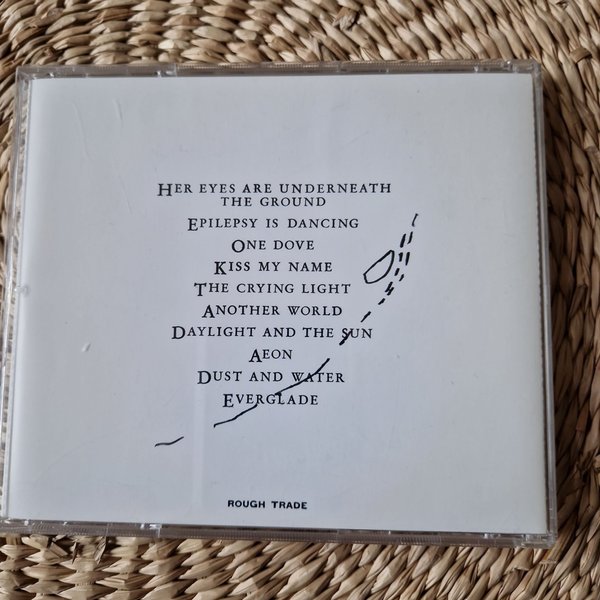 HER EYES ARE UNDERNEATH
THE GROUND
EPILEPSY IS DANCING
ONE DOVE
KISS MY NAME
THE CRYING LIGHT
ANOTHER WORLD
DAYLIGHT AND THE SUN
AEON
DUST AND WATER
EVERGLADE
ROUGH TRADE